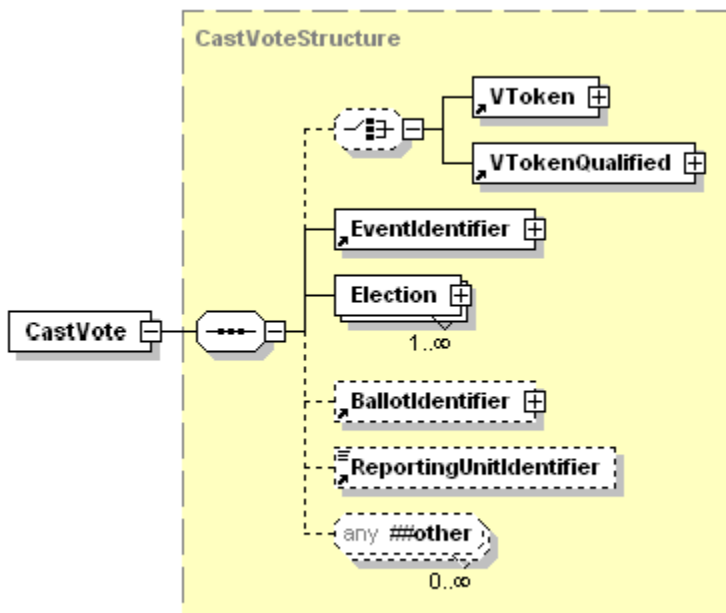 CastVoteStructure
VToken
VTokenQualified
EventIdentifier
Election
1..∞
CastVote
BallotIdentifier
ReportingUnitIdentifier
any ##other
0..∞